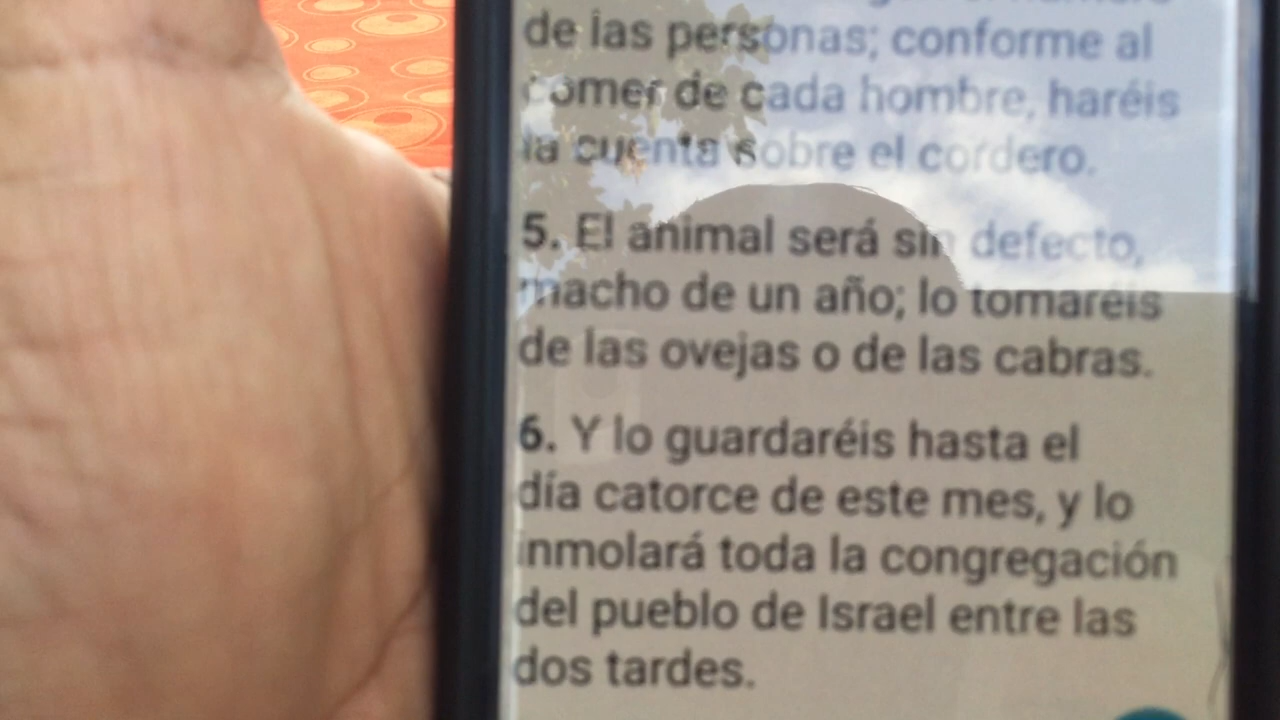 de las personas; conforme al
comer de cada hombre, haréis
la cuenta sobre el cordero.
5. El animal será sin defecto,
macho de un año; lo tomaréis
de las ovejas o de las cabras.
6. Y lo guardaréis hasta el
día catorce de este mes, y lo
inmolará toda la congregación
del pueblo de Israel entre las
dos tardes.